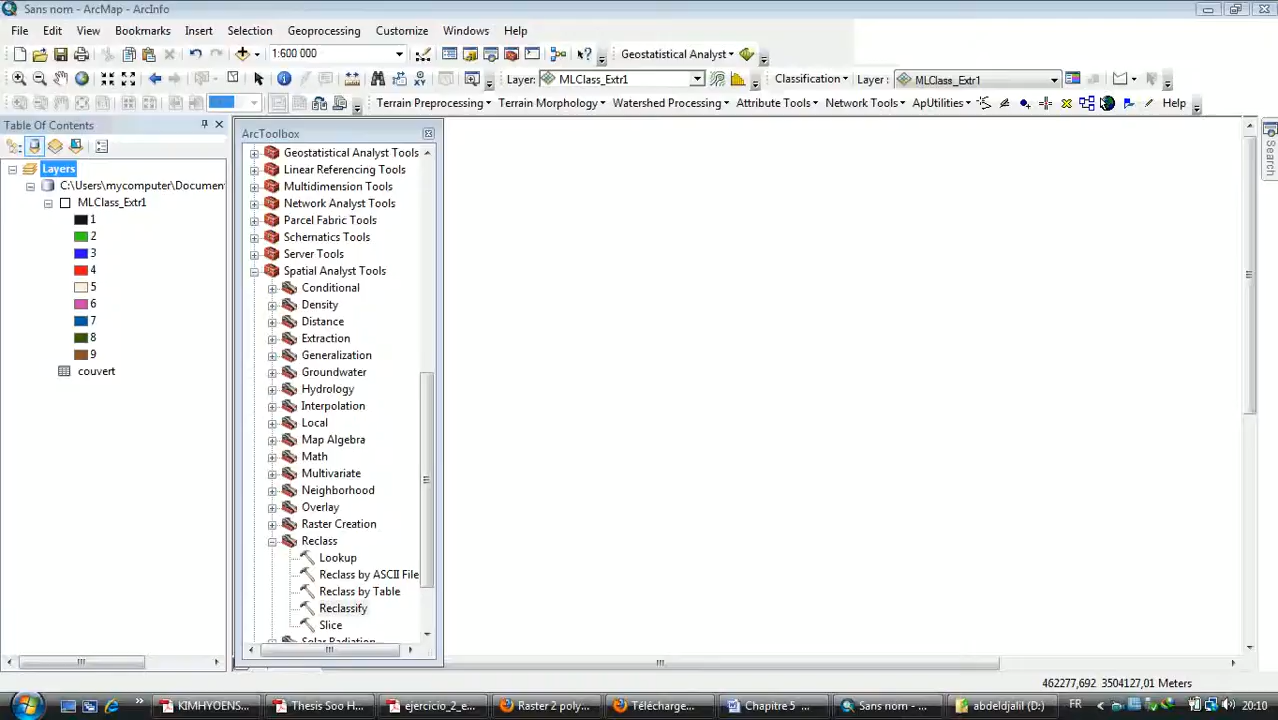 Sans nom - ArcMap - ArcInfo
File Edit View Bookmarks Insert Selection Geoprocessing Customize Windows Help
1:600 000 Geostatistical Analyst
Layer: MLClass_Extr1 Classification Layer : MLClass_Extr1
Terrain Preprocessing Terrain Morphology Watershed Processing Attribute Tools Network Tools ApUtilities Help
Table Of Contents
ArcToolbox
Search
Layers
C:\Users\mycomputer\Documen
MLClass_Extr1
1
2
3
4
5
6
7
8
9
couvert
Geostatistical Analyst Tools
Linear Referencing Tools
Multidimension Tools
Network Analyst Tools
Parcel Fabric Tools
Schematics Tools
Server Tools
Spatial Analyst Tools
Conditional
Density
Distance
Extraction
Generalization
Groundwater
Hydrology
Interpolation
Local
Map Algebra
Math
Multivariate
Neighborhood
Overlay
Raster Creation
Reclass
Lookup
Reclass by ASCII File
Reclass by Table
Reclassify
Slice
Solar Radiation
462277,692 3504127,01 Meters
KIMHYOENS... Thesis Soo H... ejercicio_2_e... Raster 2 poly... Télécharge... Chapitre 5 ... Sans nom - ... abdeldjalil (D:) FR 20:10